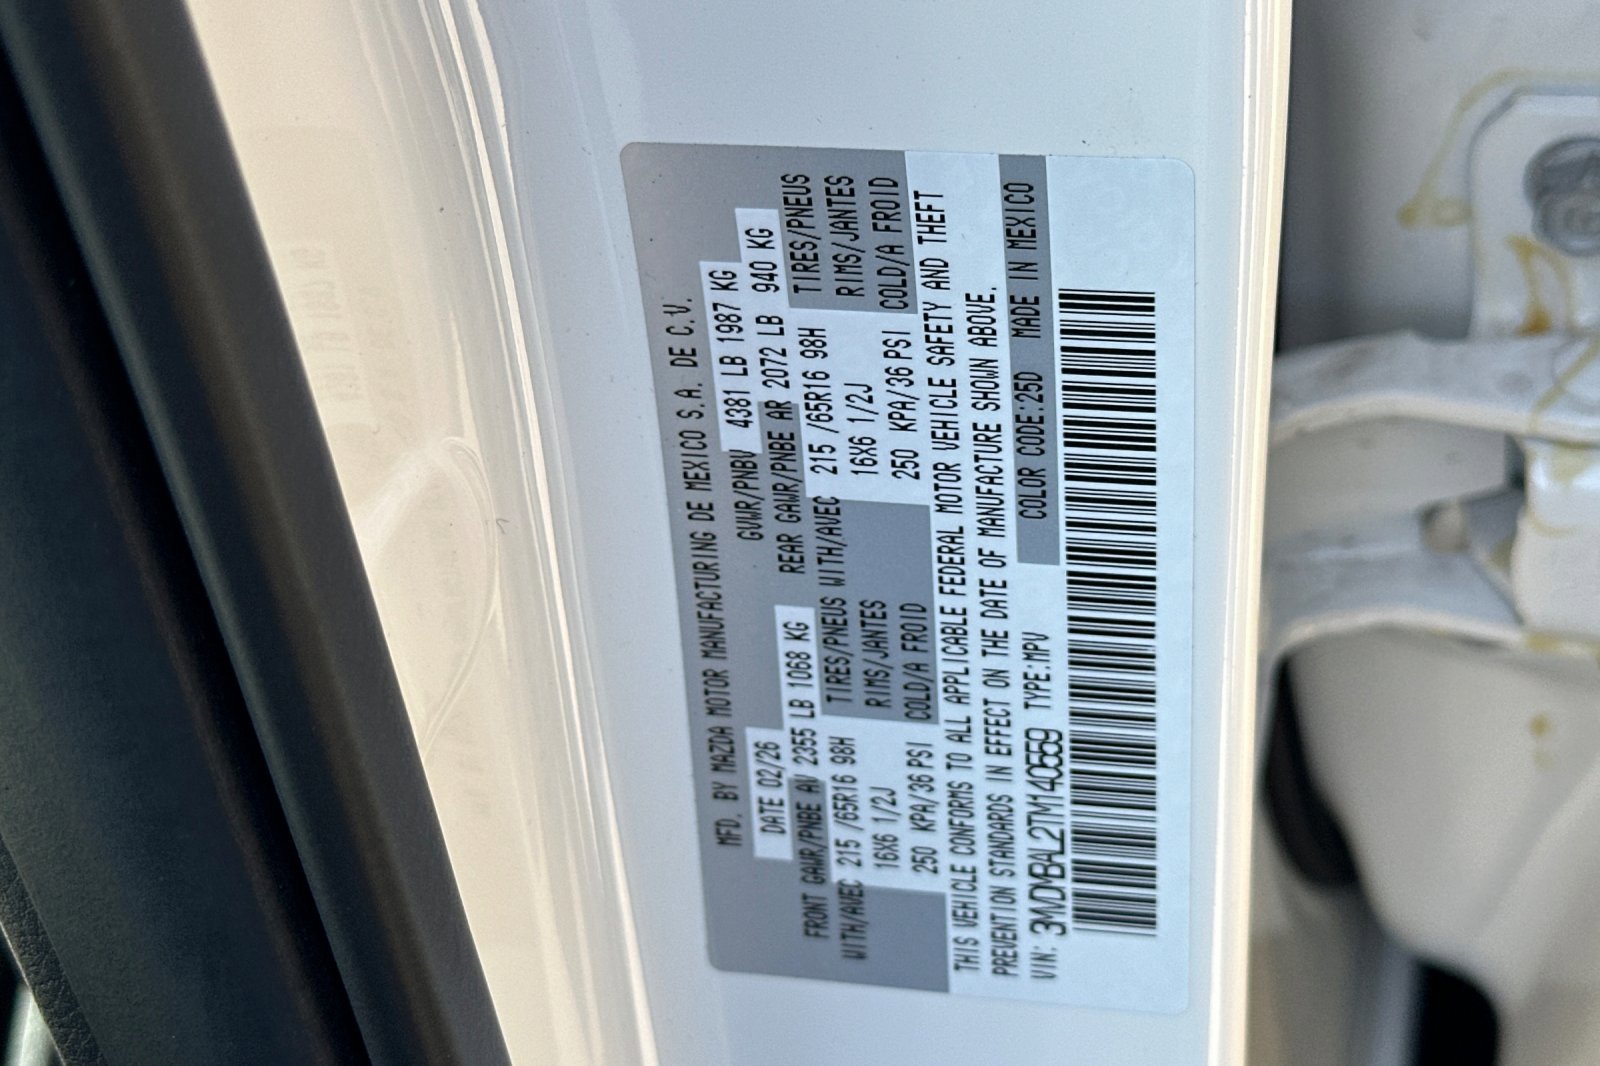 MFD. BY MAZDA MOTOR MANUFACTURING DE MEXICO S.A. DE C.V.
DATE 02/26 GVWR/PNBV 4381 LB 1987 KG
FRONT GAWR/PNBE AV 2355 LB 1068 KG REAR GAWR/PNBE AR 2072 LB 940 KG
WITH/AVEC 215 /65R16 98H TIRES/PNEUS WITH/AVEC 215 /65R16 98H TIRES/PNEUS
16X6 1/2J RIMS/JANTES 16X6 1/2J RIMS/JANTES
250 KPA/36 PSI COLD/A FROID 250 KPA/36 PSI COLD/A FROID
THIS VEHICLE CONFORMS TO ALL APPLICABLE FEDERAL MOTOR VEHICLE SAFETY AND THEFT
PREVENTION STANDARDS IN EFFECT ON THE DATE OF MANUFACTURE SHOWN ABOVE.
VIN: 3MVDMBAL2TM140559 TYPE:MPV COLOR CODE:25D MADE IN MEXICO